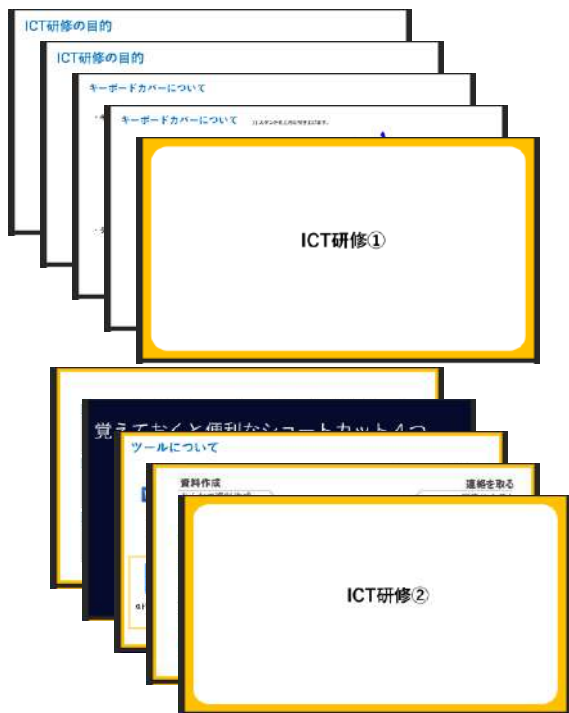 ICT研修の目的
ICT研修の目的
キーボードカバーについて
キーボードカバーについて
ICT研修①
覚えておくと便利なショートカット4つ
ツールについて
資料作成
連絡を取る
ICT研修②